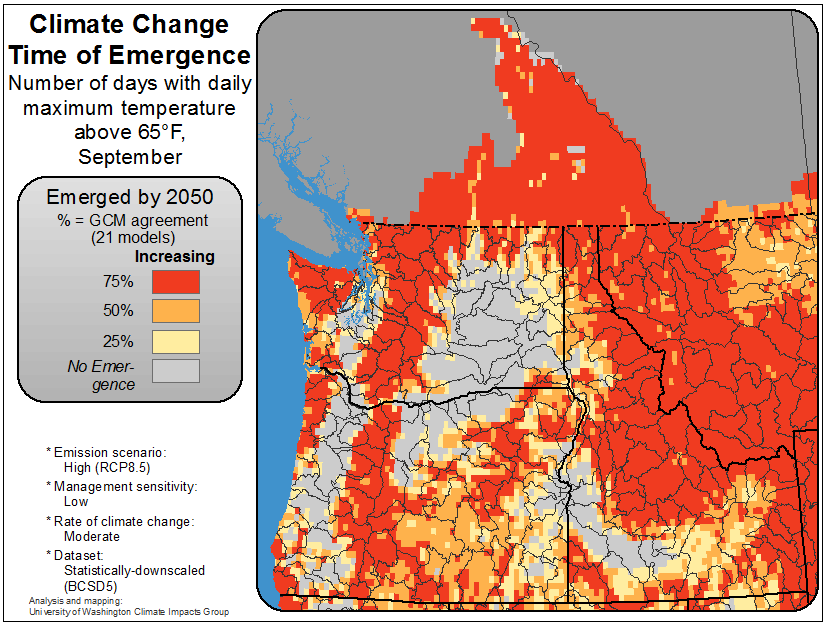 Climate Change
Time of Emergence
Number of days with daily
maximum temperature
above 65°F,
September
Emerged by 2050
% = GCM agreement
(21 models)
Increasing
75%
50%
25%
No Emer-
gence
* Emission scenario:
High (RCP8.5)
* Management sensitivity:
Low
* Rate of climate change:
Moderate
* Dataset:
Statistically-downscaled
(BCSD5)
Analysis and mapping:
University of Washington Climate Impacts Group